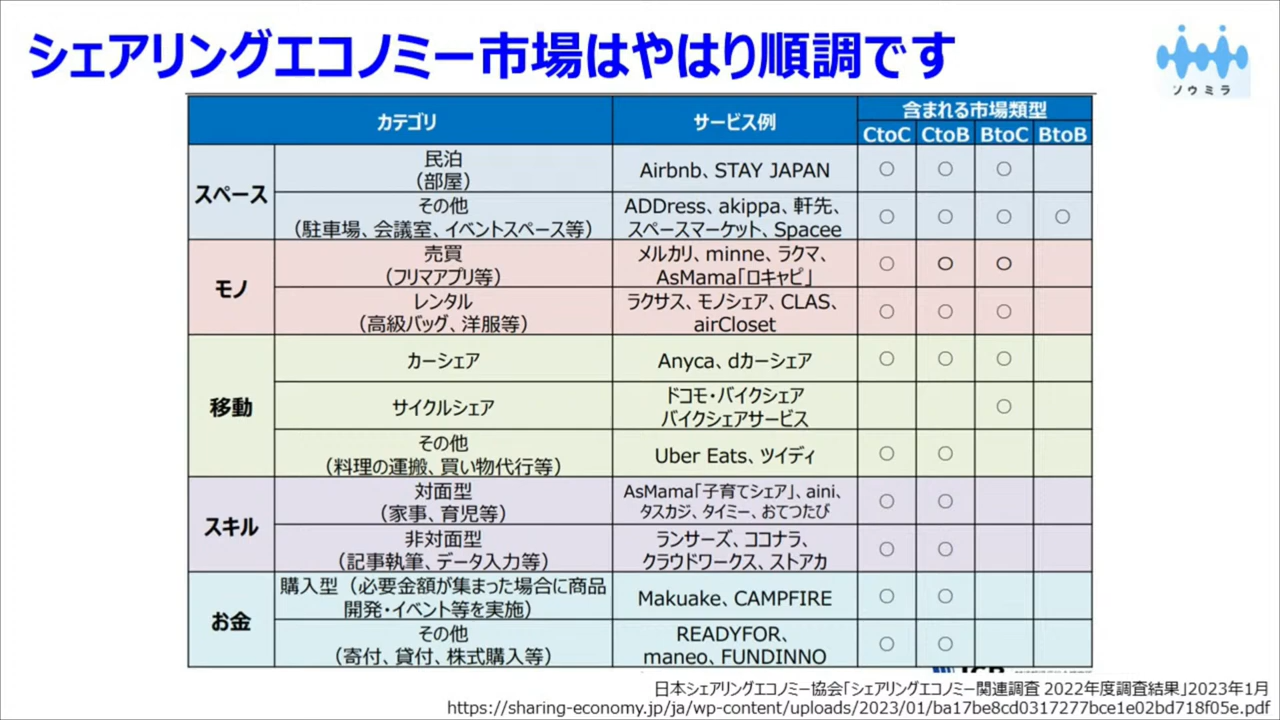 シェアリングエコノミー市場はやはり順調です
ソウミラ
カテゴリ サービス例 含まれる市場類型
CtoC CtoB BtoC BtoB
スペース
民泊
（部屋）
Airbnb、STAY JAPAN ○ ○ ○
その他
（駐車場、会議室、イベントスペース等）
ADDress、akippa、軒先、
スペースマーケット、Spacee
○ ○ ○ ○
モノ
売買
（フリマアプリ等）
メルカリ、minne、ラクマ、
AsMama「ロキャピ」
○ ○ ○
レンタル
（高級バッグ、洋服等）
ラクサス、モノシェア、CLAS、
airCloset
○ ○ ○
移動
カーシェア Anyca、dカーシェア ○ ○ ○
サイクルシェア
ドコモ・バイクシェア
バイクシェアサービス
○
その他
（料理の運搬、買い物代行等）
Uber Eats、ツイディ ○ ○
スキル
対面型
（家事、育児等）
AsMama「子育てシェア」、aini、
タスカジ、タイミー、おてつたび
○ ○
非対面型
（記事執筆、データ入力等）
ランサーズ、ココナラ、
クラウドワークス、ストアカ
○ ○
お金
購入型（必要金額が集まった場合に商品
開発・イベント等を実施）
Makuake、CAMPFIRE ○ ○
その他
（寄付、貸付、株式購入等）
READYFOR、
maneo、FUNDINNO
○ ○
日本シェアリングエコノミー協会「シェアリングエコノミー関連調査 2022年度調査結果」2023年1月
https://sharing-economy.jp/ja/wp-content/uploads/2023/01/ba17be8cd0317277bce1e02bd718f05e.pdf